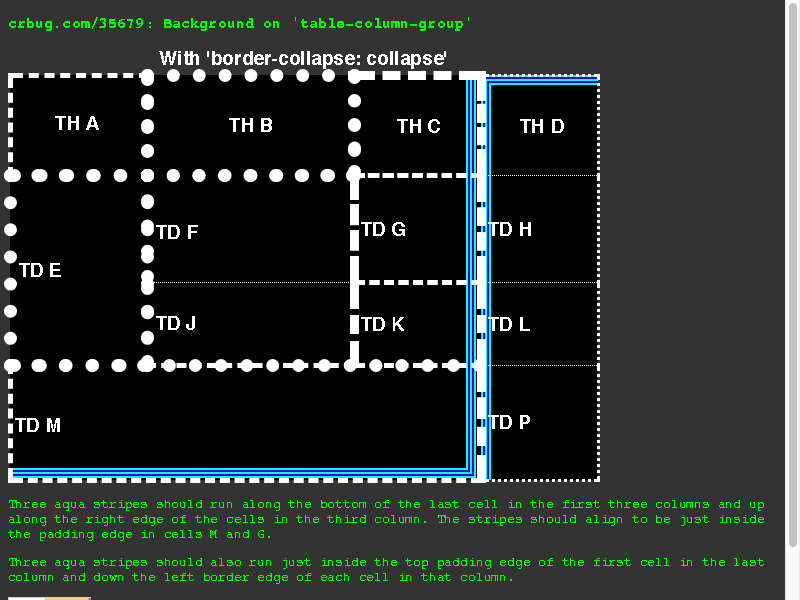 crbug.com/35679: Background on 'table-column-group'
With 'border-collapse: collapse'
TH A TH B TH C TH D
TD E TD F TD G TD H
TD J TD K TD L
TD M TD P
Three aqua stripes should run along the bottom of the last cell in the first three columns and up
along the right edge of the cells in the third column. The stripes should align to be just inside
the padding edge in cells M and G.
Three aqua stripes should also run just inside the top padding edge of the first cell in the last
column and down the left border edge of each cell in that column.